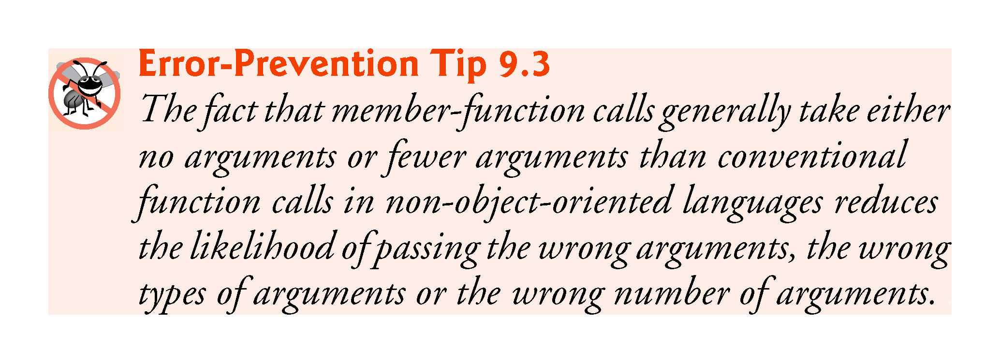 Error-Prevention Tip 9.3
The fact that member-function calls generally take either
no arguments or fewer arguments than conventional
function calls in non-object-oriented languages reduces
the likelihood of passing the wrong arguments, the wrong
types of arguments or the wrong number of arguments.